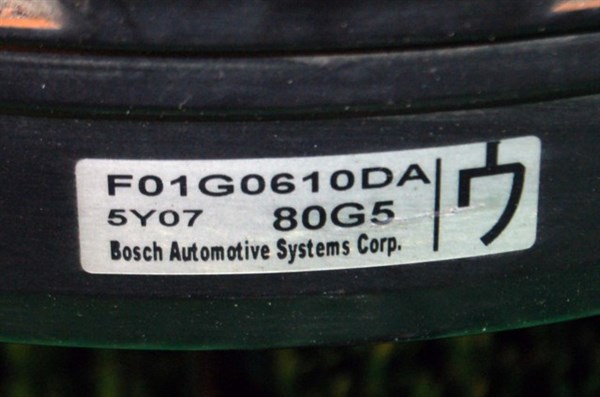 F01G0610DA
5Y07 80G5
Bosch Automotive Systems Corp.
ウ